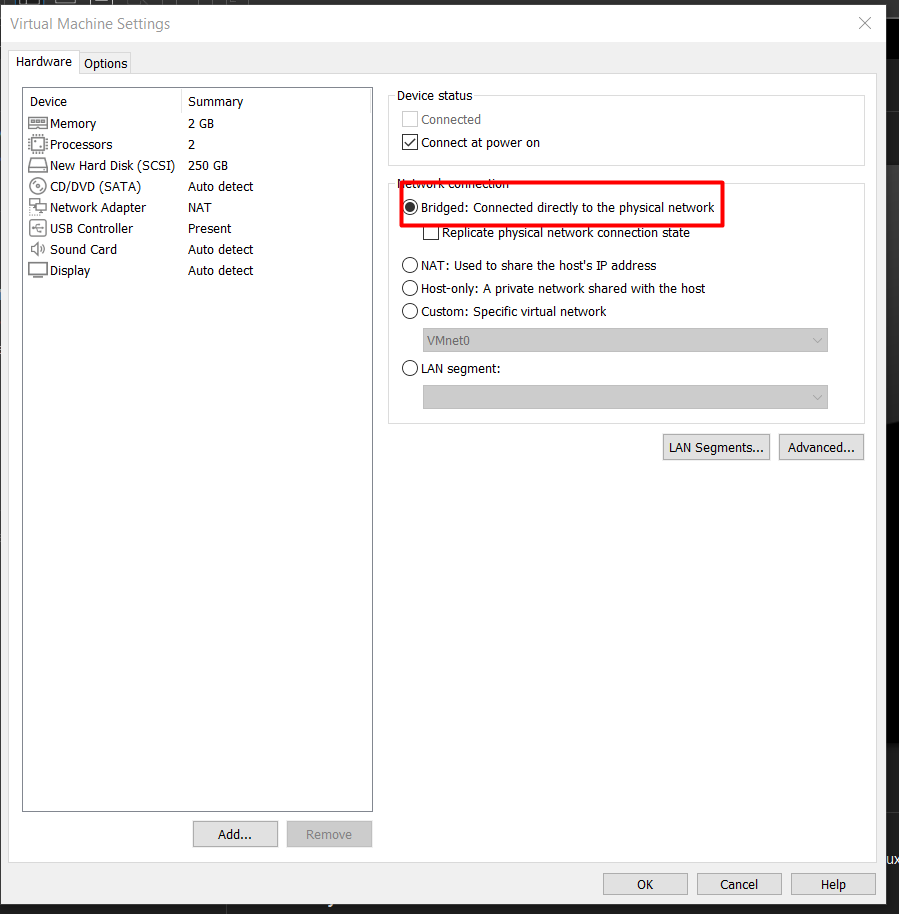 Virtual Machine Settings
Hardware
Options
Device Summary
Memory 2 GB
Processors 2
New Hard Disk (SCSI) 250 GB
CD/DVD (SATA) Auto detect
Network Adapter NAT
USB Controller Present
Sound Card Auto detect
Display Auto detect
Add...
Remove
Device status
Connected
Connect at power on
Network connection
Bridged: Connected directly to the physical network
Replicate physical network connection state
NAT: Used to share the host's IP address
Host-only: A private network shared with the host
Custom: Specific virtual network
VMnet0
LAN segment:
LAN Segments...
Advanced...
OK
Cancel
Help